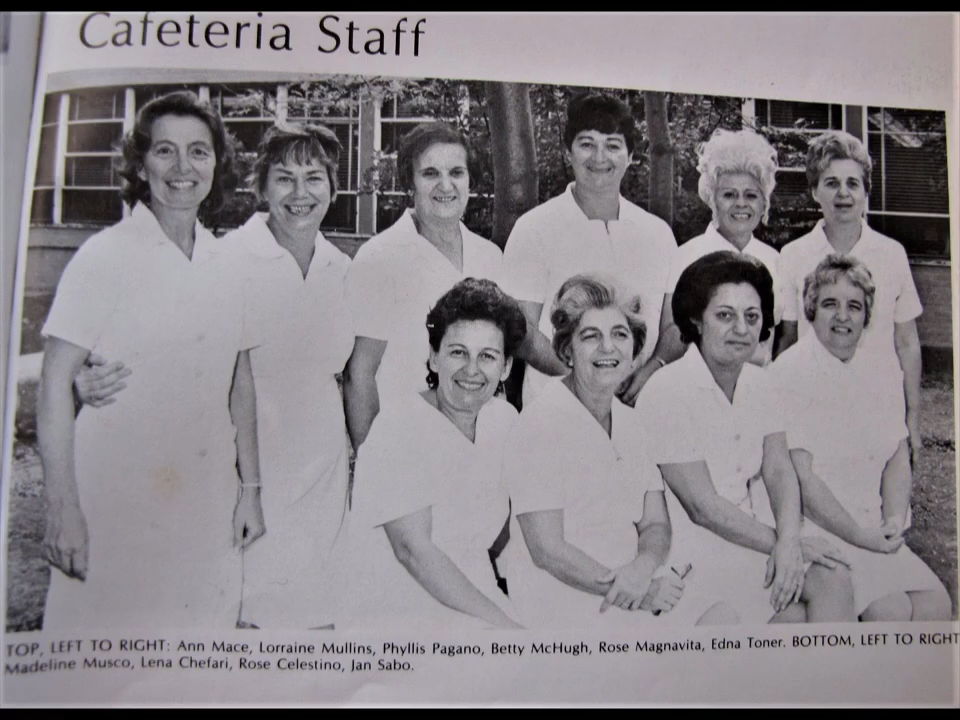 Cafeteria Staff
TOP, LEFT TO RIGHT: Ann Mace, Lorraine Mullins, Phyllis Pagano, Betty McHugh, Rose Magnavita, Edna Toner. BOTTOM, LEFT TO RIGHT
Madeline Musco, Lena Chefari, Rose Celestino, Jan Sabo.